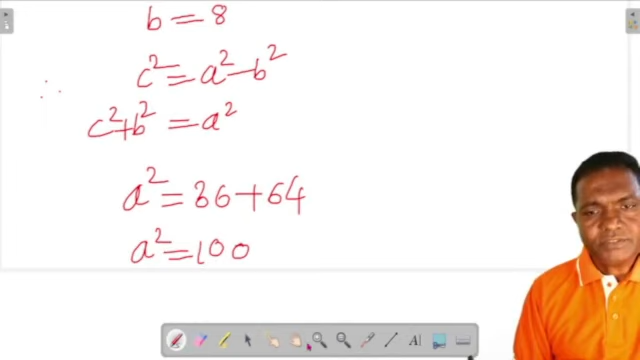 b = 8
∴ c² = a² - b²
c² + b² = a²
a² = 36 + 64
a² = 100